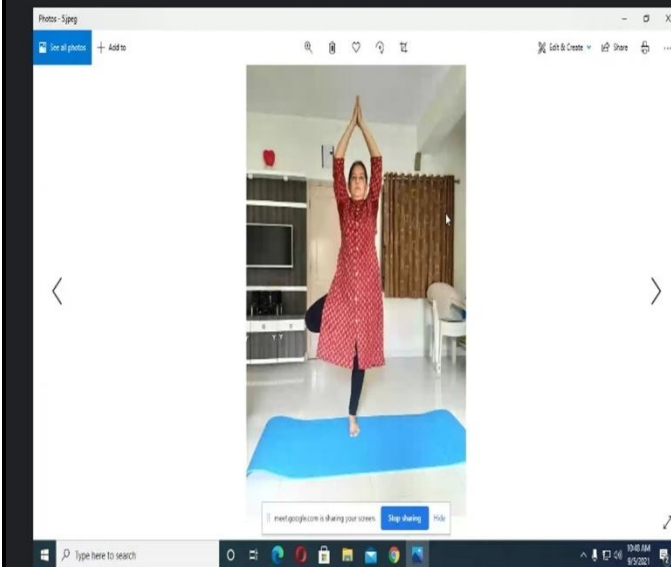 Photos - 5.jpeg
See all photos
Add to
Edit & Create
Share
meet.google.com is sharing your screen.
Stop sharing
Hide
Type here to search
10:48 AM
9/5/2021